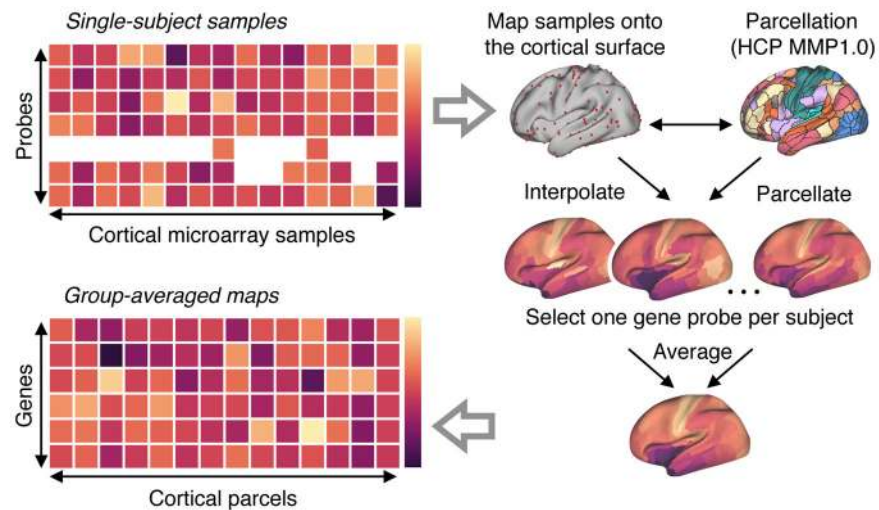 Single-subject samples
Probes
Cortical microarray samples
Map samples onto
the cortical surface
Parcellation
(HCP MMP1.0)
Interpolate
Parcellate
Select one gene probe per subject
Average
Group-averaged maps
Genes
Cortical parcels